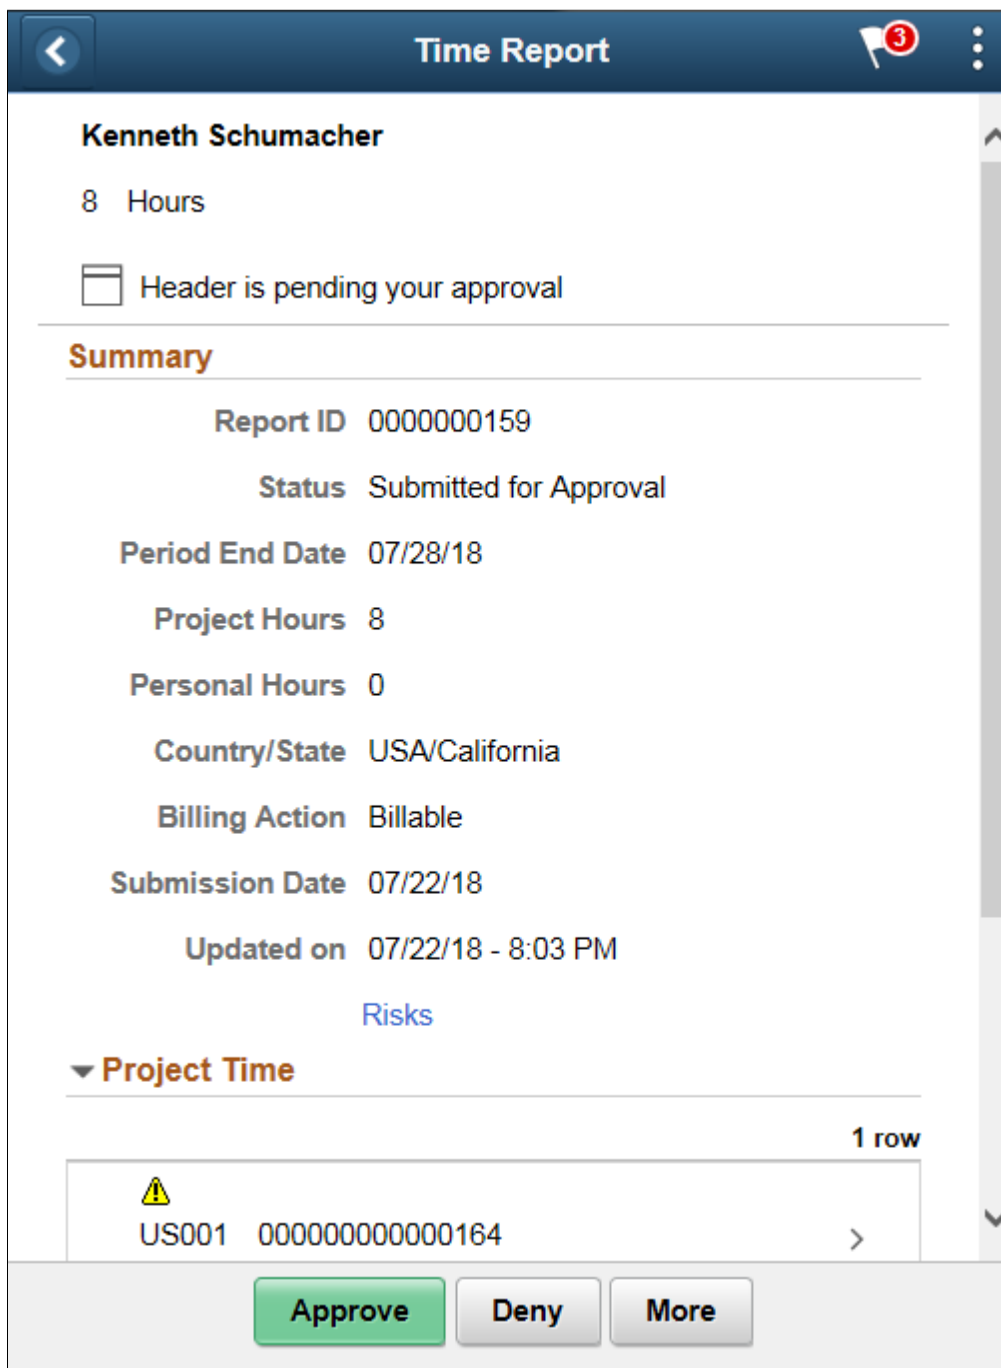 Time Report
3
Kenneth Schumacher
8 Hours
Header is pending your approval
Summary
Report ID 0000000159
Status Submitted for Approval
Period End Date 07/28/18
Project Hours 8
Personal Hours 0
Country/State USA/California
Billing Action Billable
Submission Date 07/22/18
Updated on 07/22/18 - 8:03 PM
Risks
Project Time
1 row
US001 000000000000164
Approve Deny More